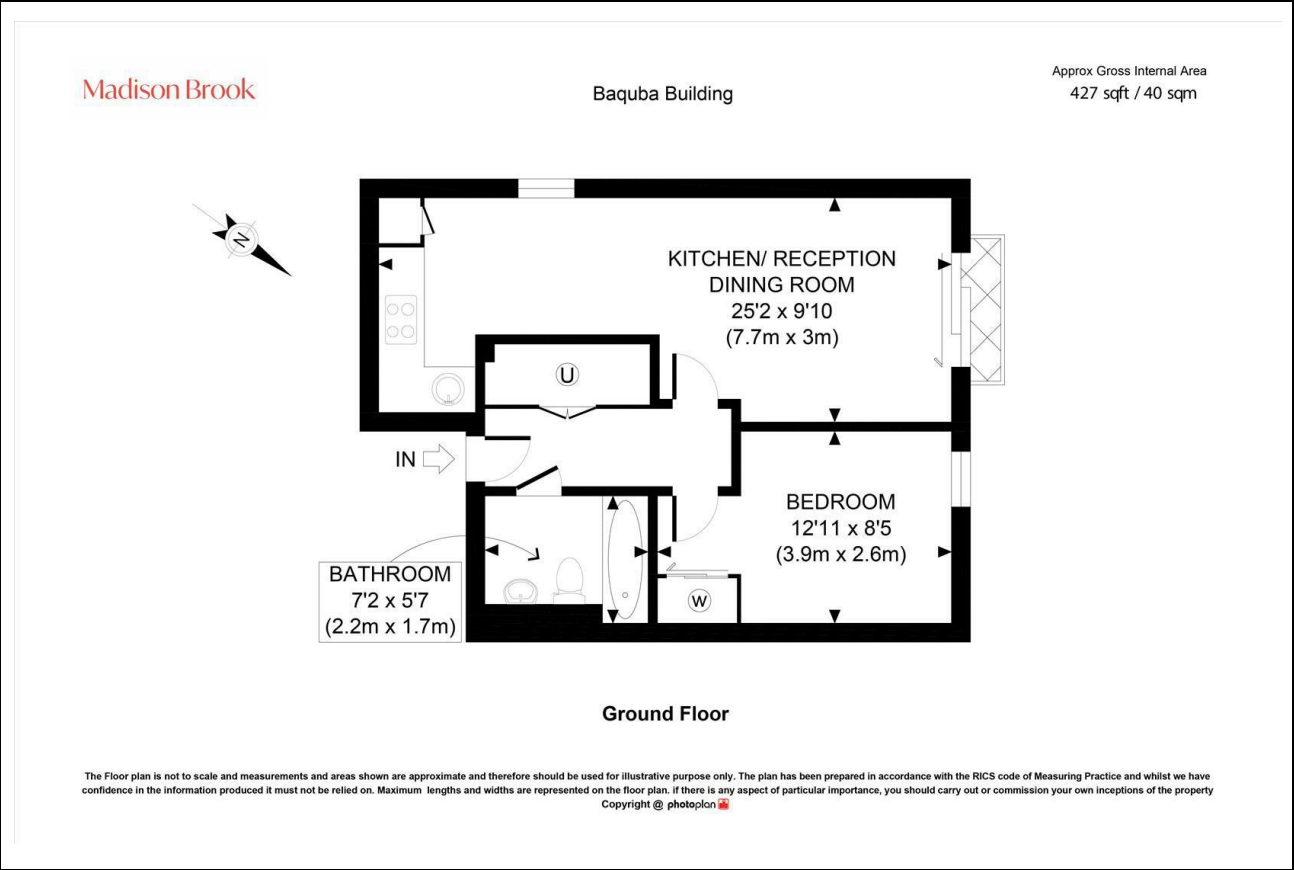 Madison Brook
Baquba Building
Approx Gross Internal Area
427 sqft / 40 sqm
N
KITCHEN/ RECEPTION
DINING ROOM
25'2 x 9'10
(7.7m x 3m)
U
IN
BEDROOM
12'11 x 8'5
(3.9m x 2.6m)
BATHROOM
7'2 x 5'7
(2.2m x 1.7m)
W
Ground Floor
The Floor plan is not to scale and measurements and areas shown are approximate and therefore should be used for illustrative purpose only. The plan has been prepared in accordance with the RICS code of Measuring Practice and whilst we have
confidence in the information produced it must not be relied on. Maximum lengths and widths are represented on the floor plan. if there is any aspect of particular importance, you should carry out or commission your own inceptions of the property
Copyright @ photoplan